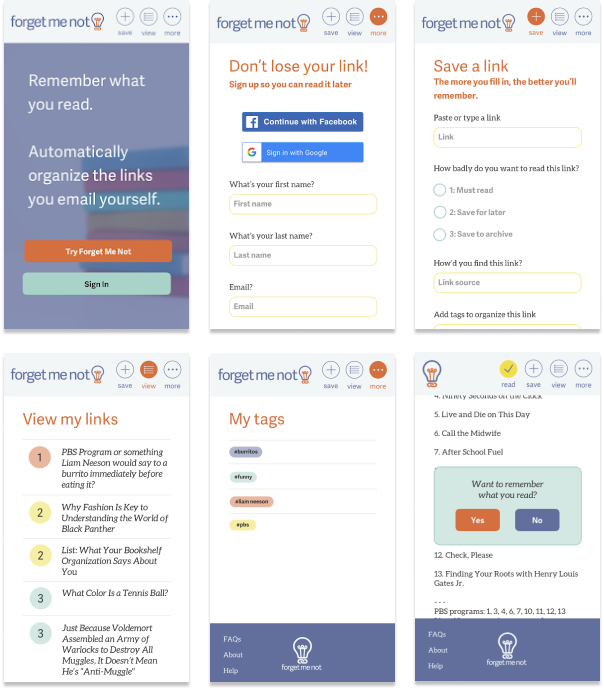 forget me not
save
view
more
Remember what
you read.
Automatically
organize the links
you email yourself.
Try Forget Me Not
Sign In
forget me not
save
view
more
Don't lose your link!
Sign up so you can read it later
Continue with Facebook
Sign in with Google
What's your first name?
First name
What's your last name?
Last name
Email?
Email
forget me not
save
view
more
Save a link
The more you fill in, the better you'll
remember.
Paste or type a link
Link
How badly do you want to read this link?
1: Must read
2: Save for later
3: Save to archive
How'd you find this link?
Link source
Add tags to organize this link
forget me not
save
view
more
View my links
1
PBS Program or something
Liam Neeson would say to a
burrito immediately before
eating it?
2
Why Fashion Is Key to
Understanding the World of
Black Panther
2
List: What Your Bookshelf
Organization Says About
You
3
What Color Is a Tennis Ball?
3
Just Because Voldemort
Assembled an Army of
Warlocks to Destroy All
Muggles, It Doesn't Mean
He's "Anti-Muggle"
forget me not
save
view
more
My tags
#burritos
#funny
#liam neeson
#pbs
FAQs
About
Help
forget me not
read
save
view
more
4. Ninety Seconds on the Clock
5. Live and Die on This Day
6. Call the Midwife
7. After School Fuel
Want to remember
what you read?
Yes
No
12. Check, Please
13. Finding Your Roots with Henry Louis
Gates Jr.
---
PBS programs: 1, 3, 4, 6, 7, 10, 11, 12, 13
FAQs
About
Help
forget me not